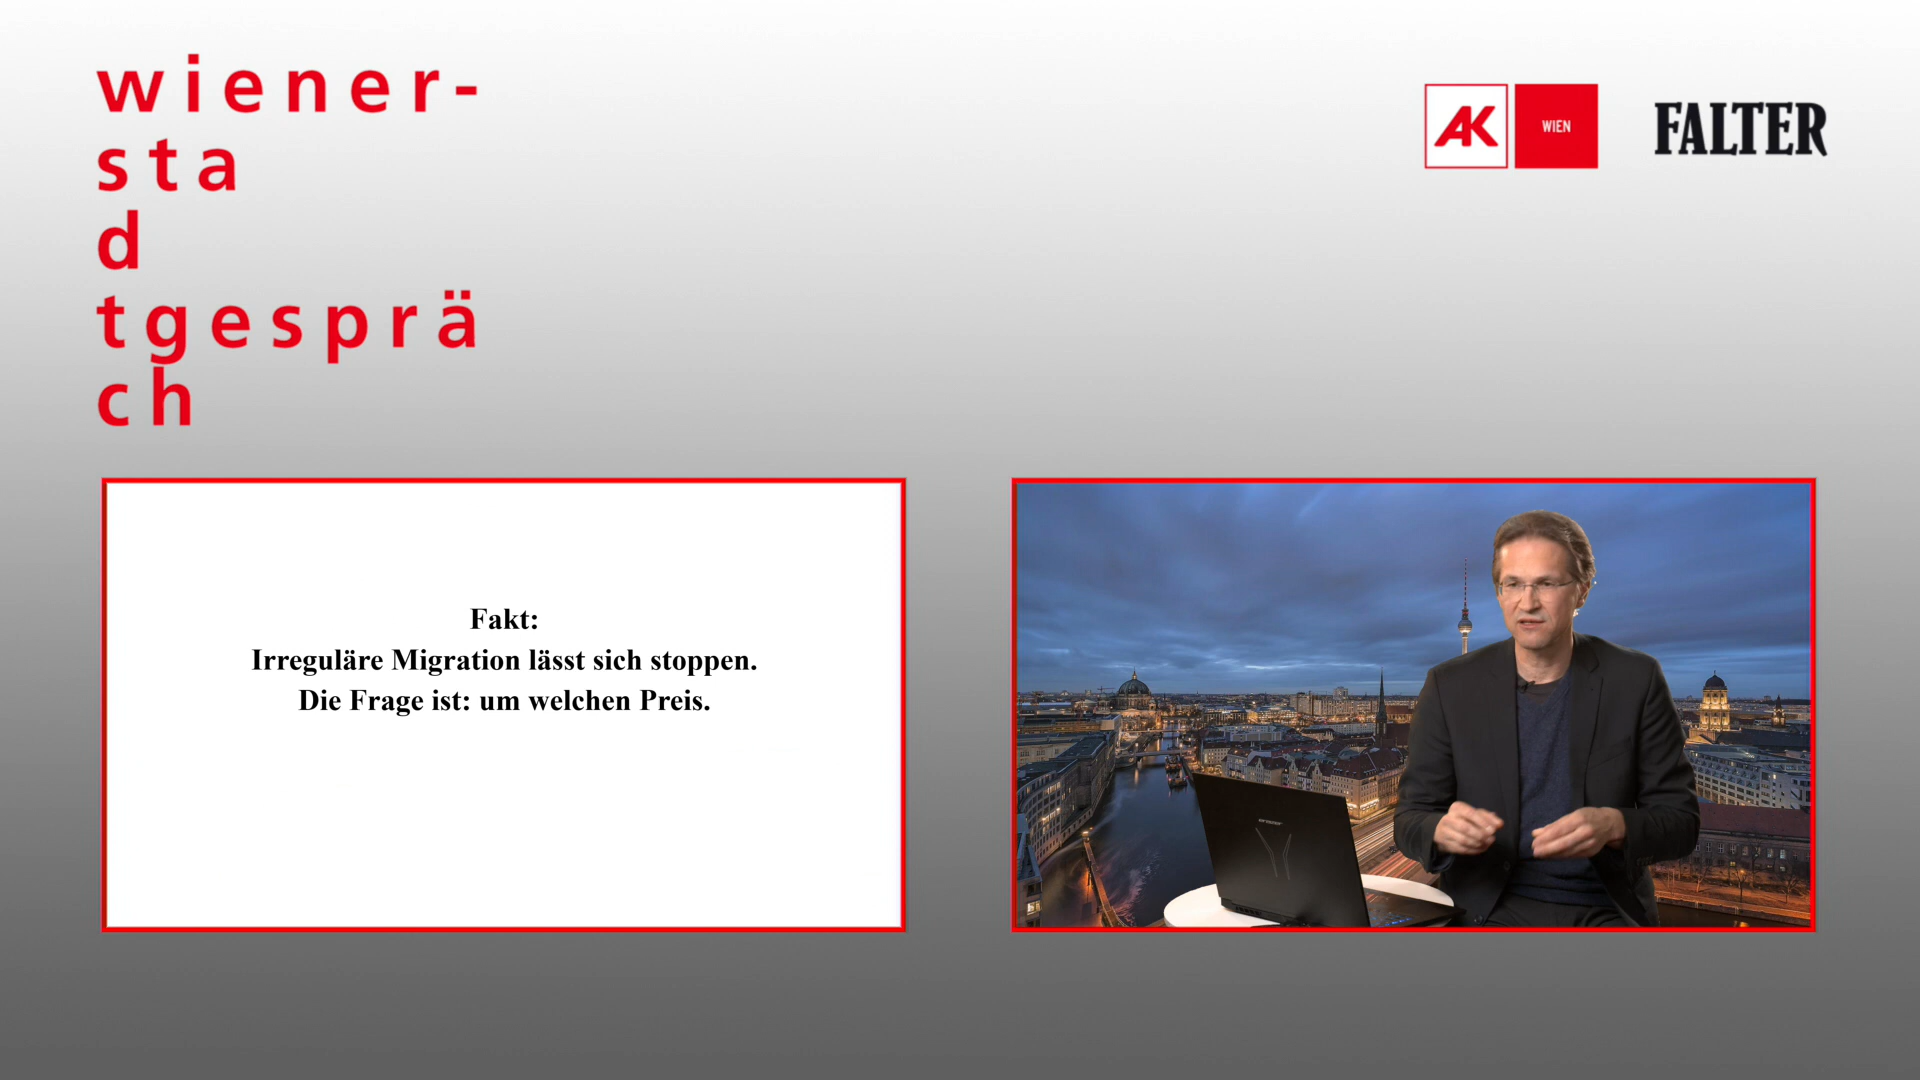 wiener-
sta
d
tgesprä
ch
AK WIEN FALTER
Fakt:
Irreguläre Migration lässt sich stoppen.
Die Frage ist: um welchen Preis.